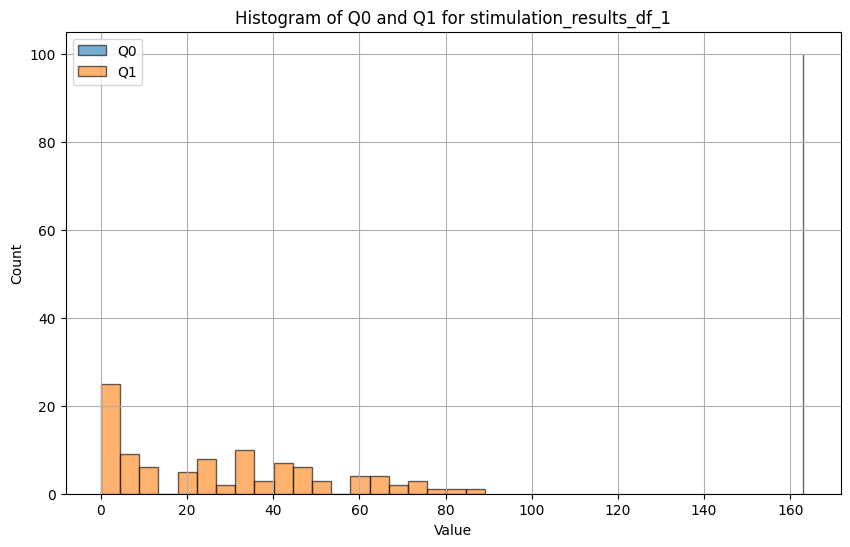 Histogram of Q0 and Q1 for stimulation_results_df_1
Q0
Q1
100
80
60
40
20
0
Count
0 20 40 60 80 100 120 140 160
Value